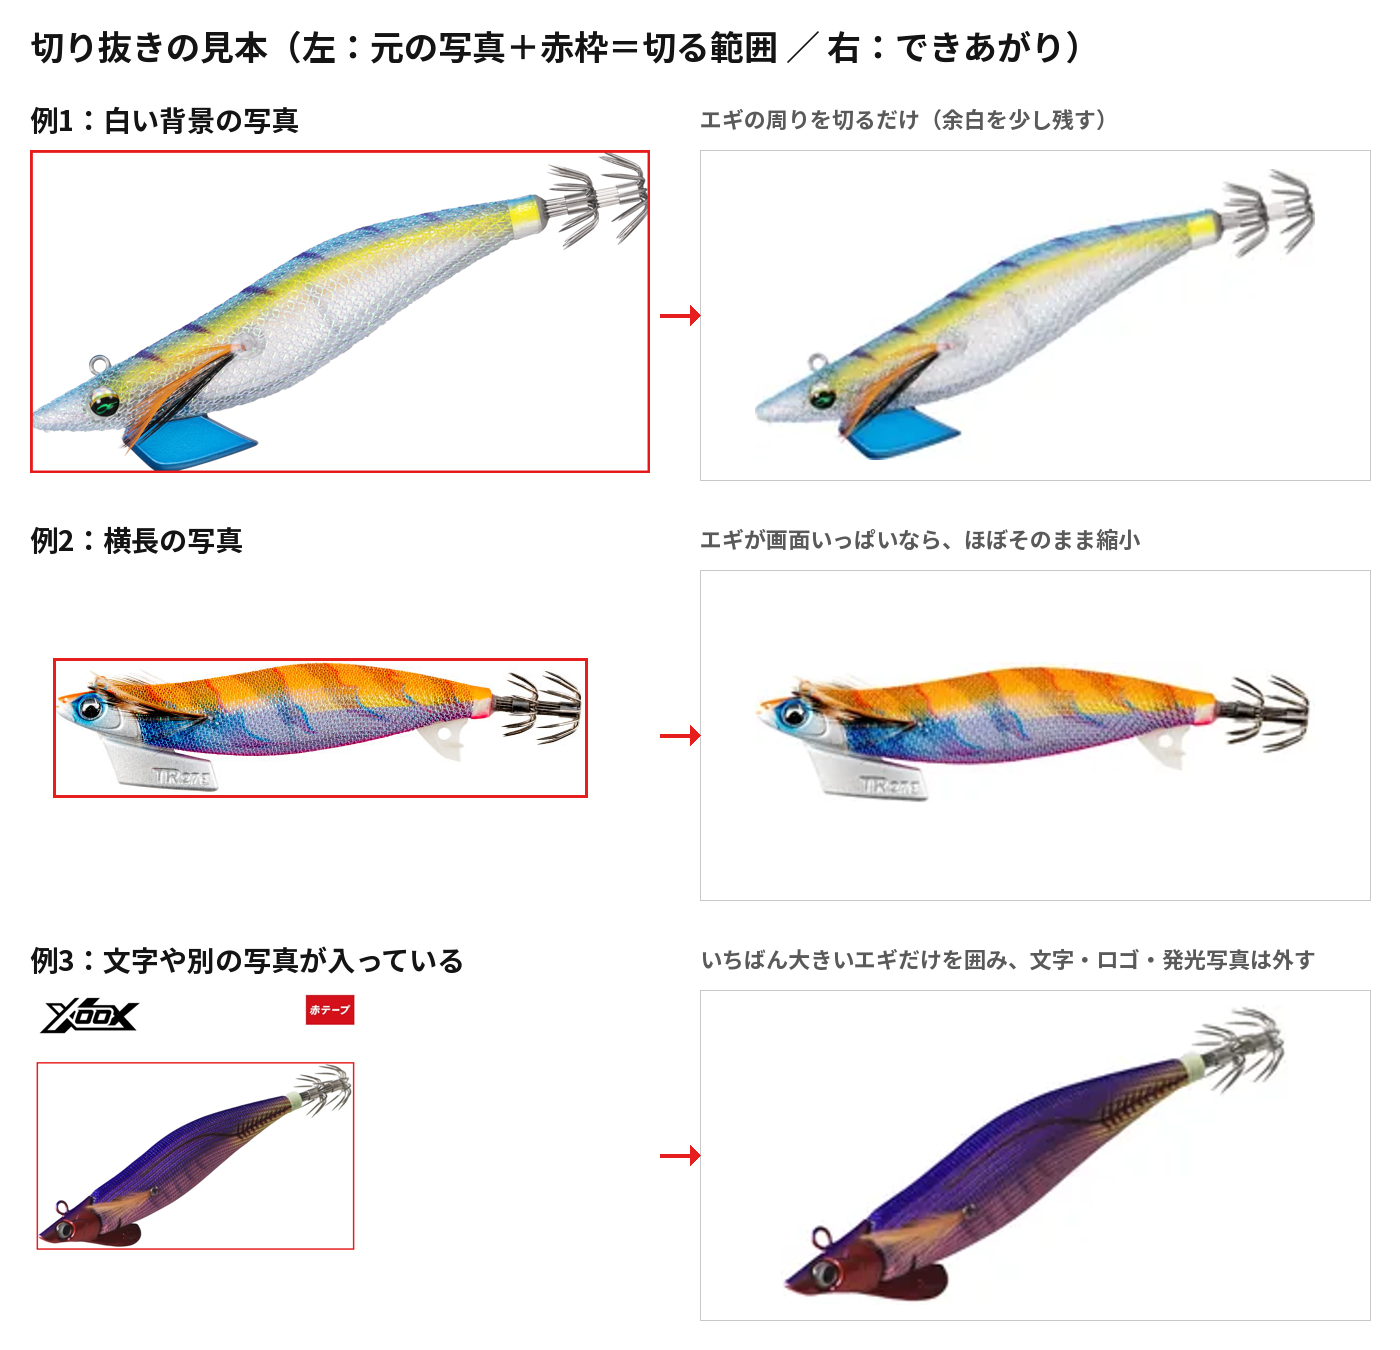 切り抜きの見本（左：元の写真＋赤枠＝切る範囲 ／ 右：できあがり）
例1：白い背景の写真
エギの周りを切るだけ（余白を少し残す）
例2：横長の写真
エギが画面いっぱいなら、ほぼそのまま縮小
例3：文字や別の写真が入っている
いちばん大きいエギだけを囲み、文字・ロゴ・発光写真は外す
XOOX
赤テープ